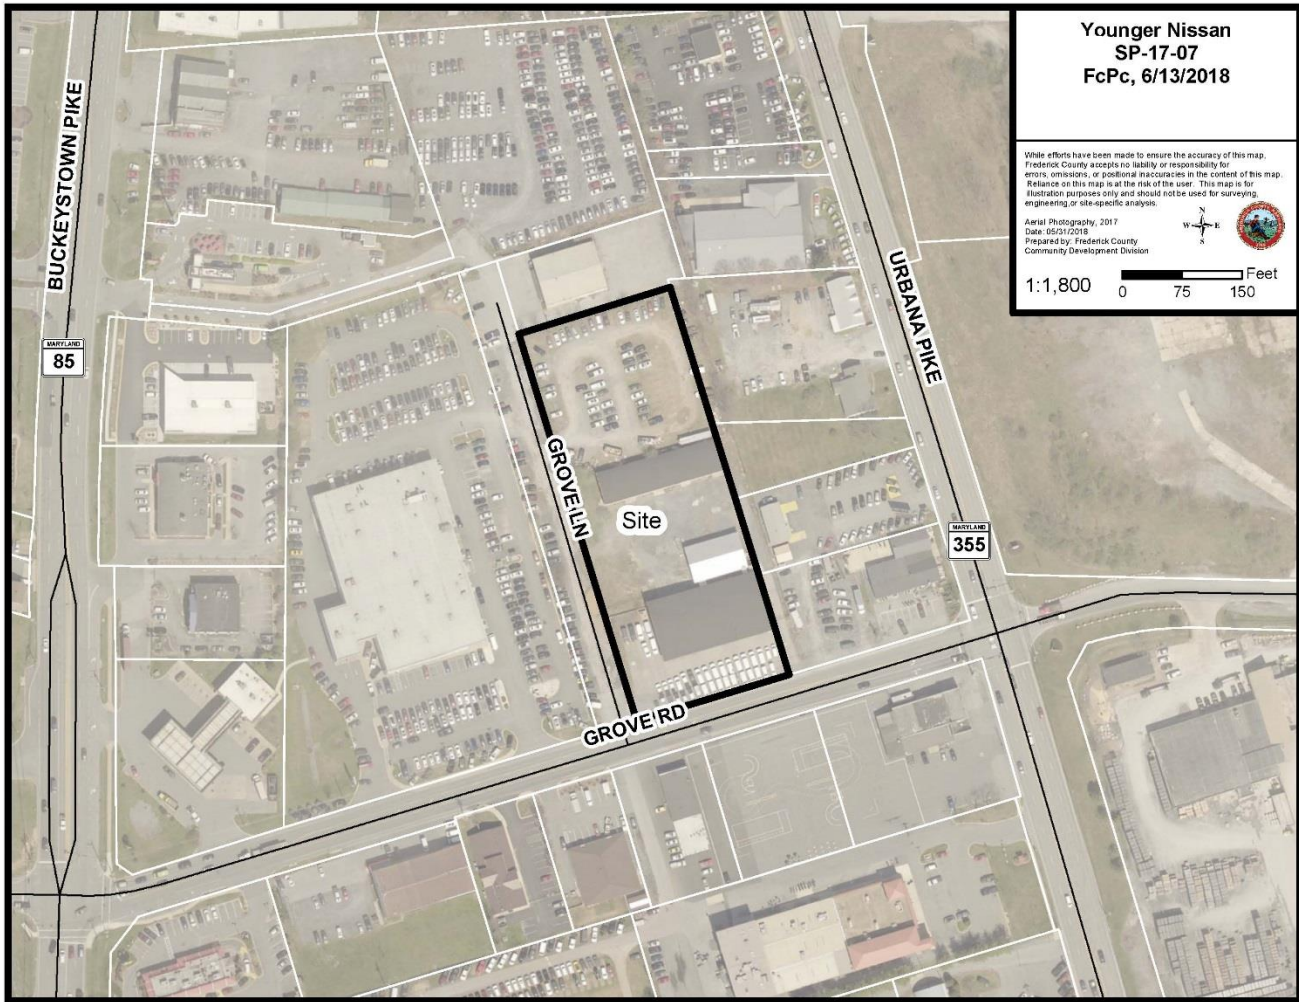 Younger Nissan
SP-17-07
FcPc, 6/13/2018
While efforts have been made to ensure the accuracy of this map,
Frederick County accepts no liability or responsibility for
errors, omissions, or positional inaccuracies in the content of this map.
Reliance on this map is at the risk of the user. This map is for
illustration purposes only and should not be used for surveying,
engineering,or site-specific analysis.
Aerial Photography, 2017
Date: 05/31/2018
Prepared by: Frederick County
Community Development Division
N
W E
S
1:1,800
Feet
0 75 150
BUCKEYSTOWN PIKE
MARYLAND
85
URBANA PIKE
MARYLAND
355
GROVE LN
Site
GROVE RD